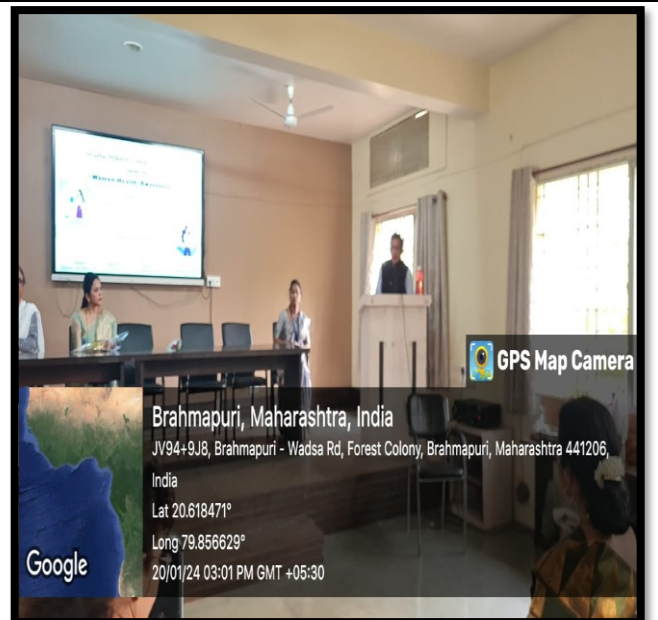 Women Health Awareness
GPS Map Camera
Brahmapuri, Maharashtra, India
JV94+9J8, Brahmapuri - Wadsa Rd, Forest Colony, Brahmapuri, Maharashtra 441206,
India
Lat 20.618471°
Long 79.856629°
20/01/24 03:01 PM GMT +05:30
Google